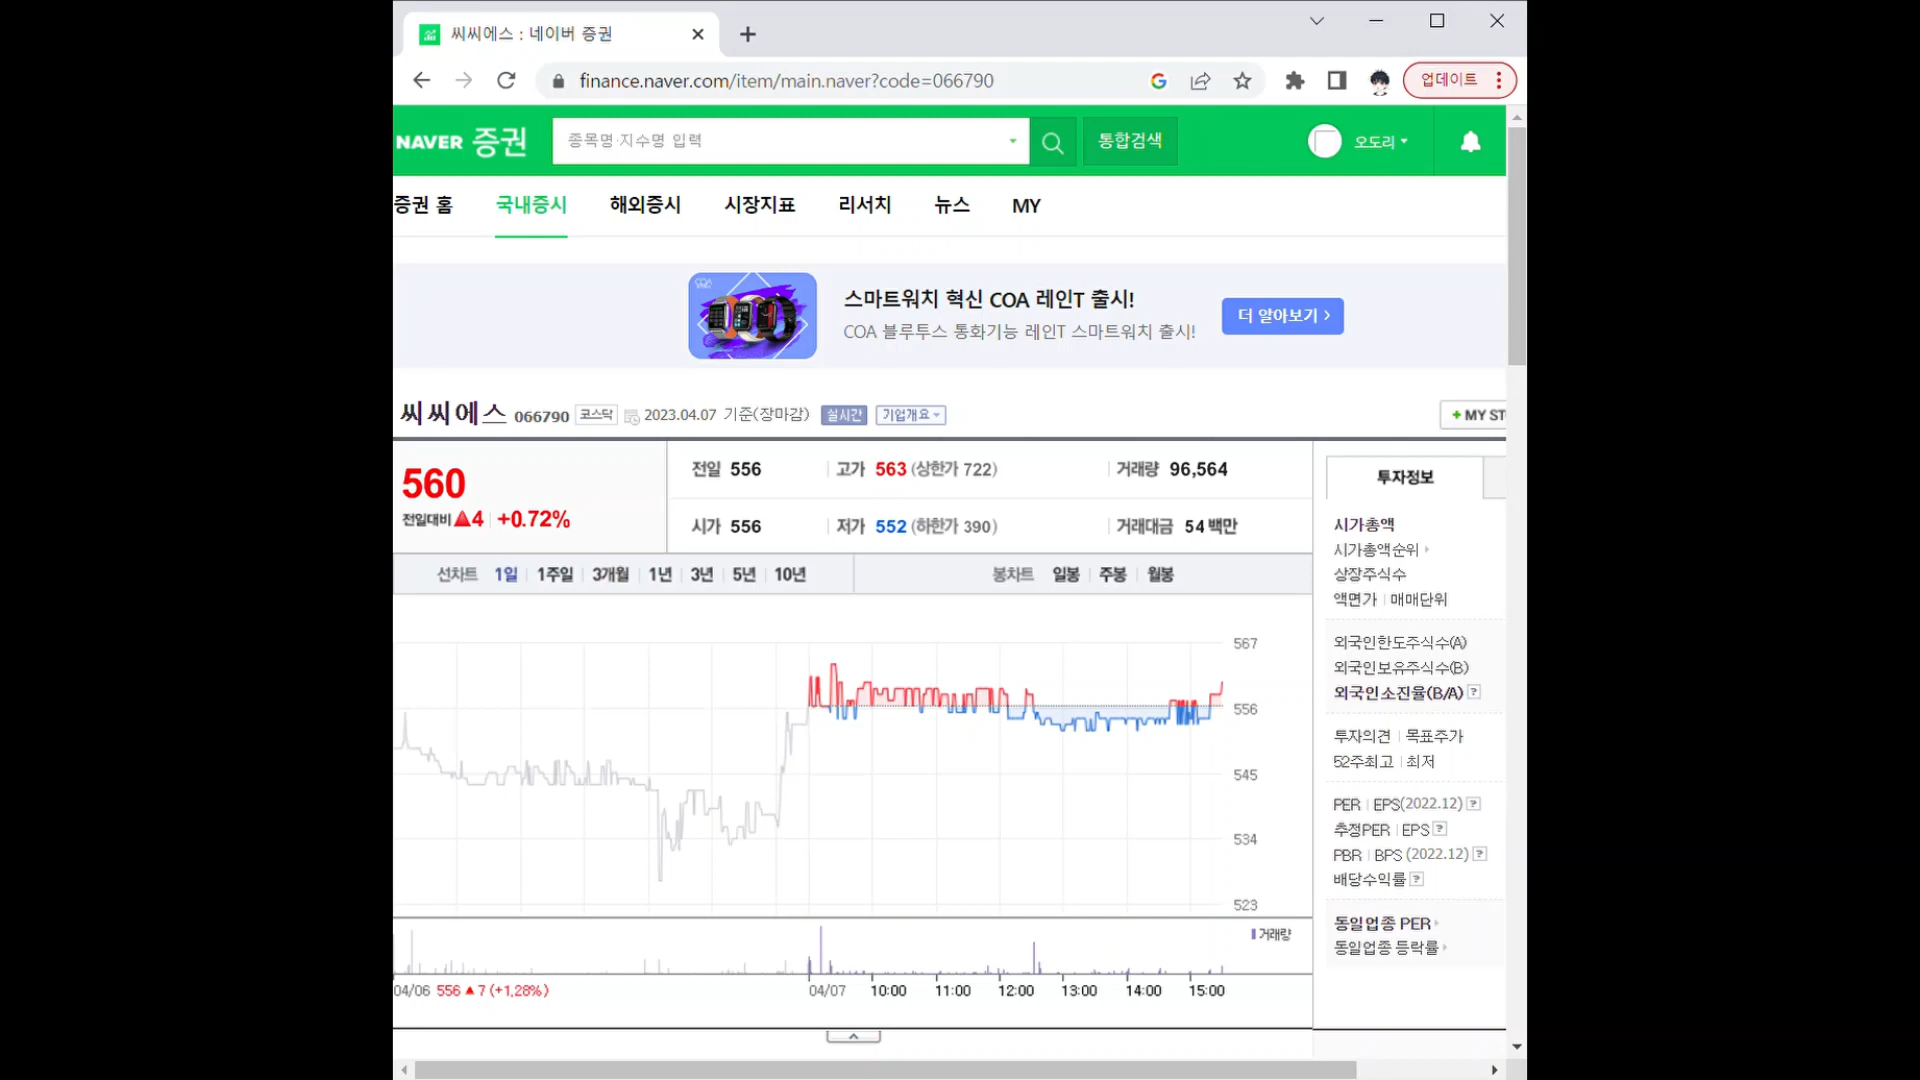 씨씨에스 : 네이버 증권
finance.naver.com/item/main.naver?code=066790
업데이트
NAVER 증권
종목명·지수명 입력
통합검색
오도리
증권 홈 국내증시 해외증시 시장지표 리서치 뉴스 MY
스마트워치 혁신 COA 레인T 출시!
COA 블루투스 통화기능 레인T 스마트워치 출시!
더 알아보기
씨씨에스 066790 코스닥 2023.04.07 기준(장마감) 실시간 기업개요
+ MY ST
560
전일대비 ▲4 +0.72%
전일 556 고가 563 (상한가 722) 거래량 96,564
시가 556 저가 552 (하한가 390) 거래대금 54 백만
선차트 1일 1주일 3개월 1년 3년 5년 10년
봉차트 일봉 주봉 월봉
567
556
545
534
523
거래량
04/06 556 ▲ 7 (+1,28%)
04/07 10:00 11:00 12:00 13:00 14:00 15:00
투자정보
시가총액
시가총액순위
상장주식수
액면가 매매단위
외국인한도주식수(A)
외국인보유주식수(B)
외국인소진율(B/A) ?
투자의견 목표주가
52주최고 최저
PER EPS(2022.12) ?
추정PER EPS ?
PBR BPS (2022.12) ?
배당수익률 ?
동일업종 PER
동일업종 등락률